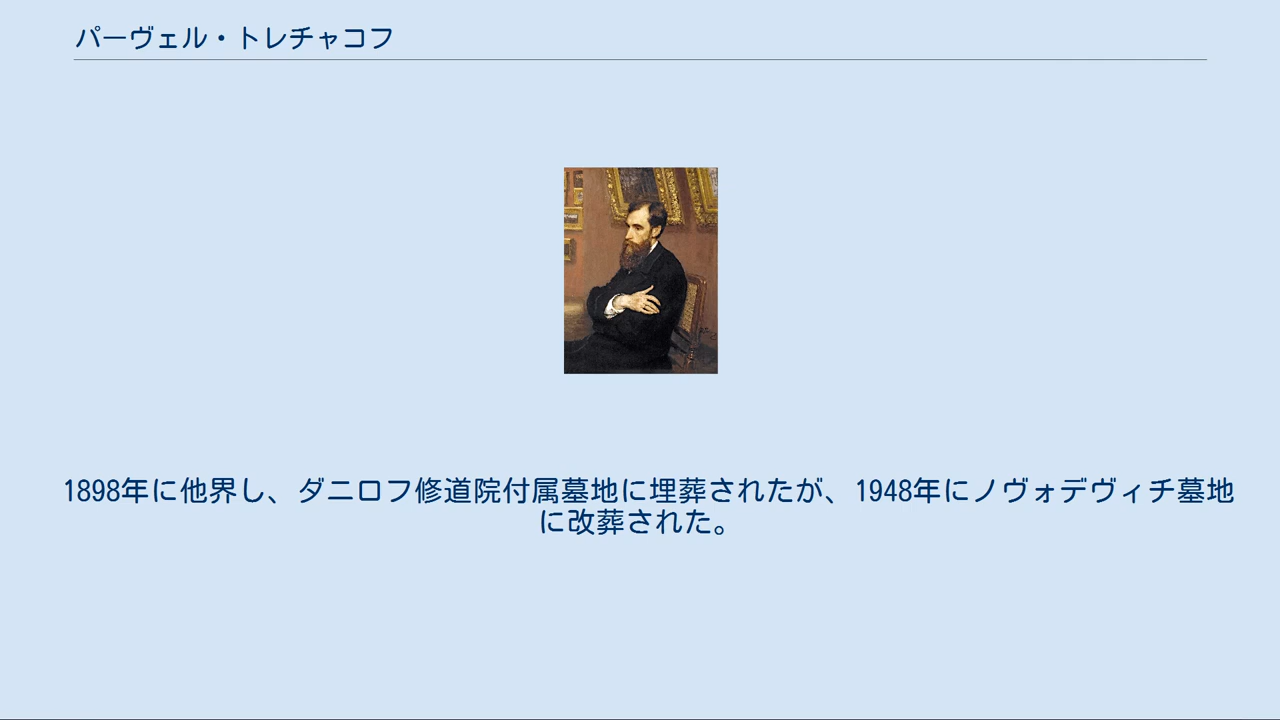 パーヴェル・トレチャコフ
1898年に他界し、ダニロフ修道院付属墓地に埋葬されたが、1948年にノヴォデヴィチ墓地
に改葬された。